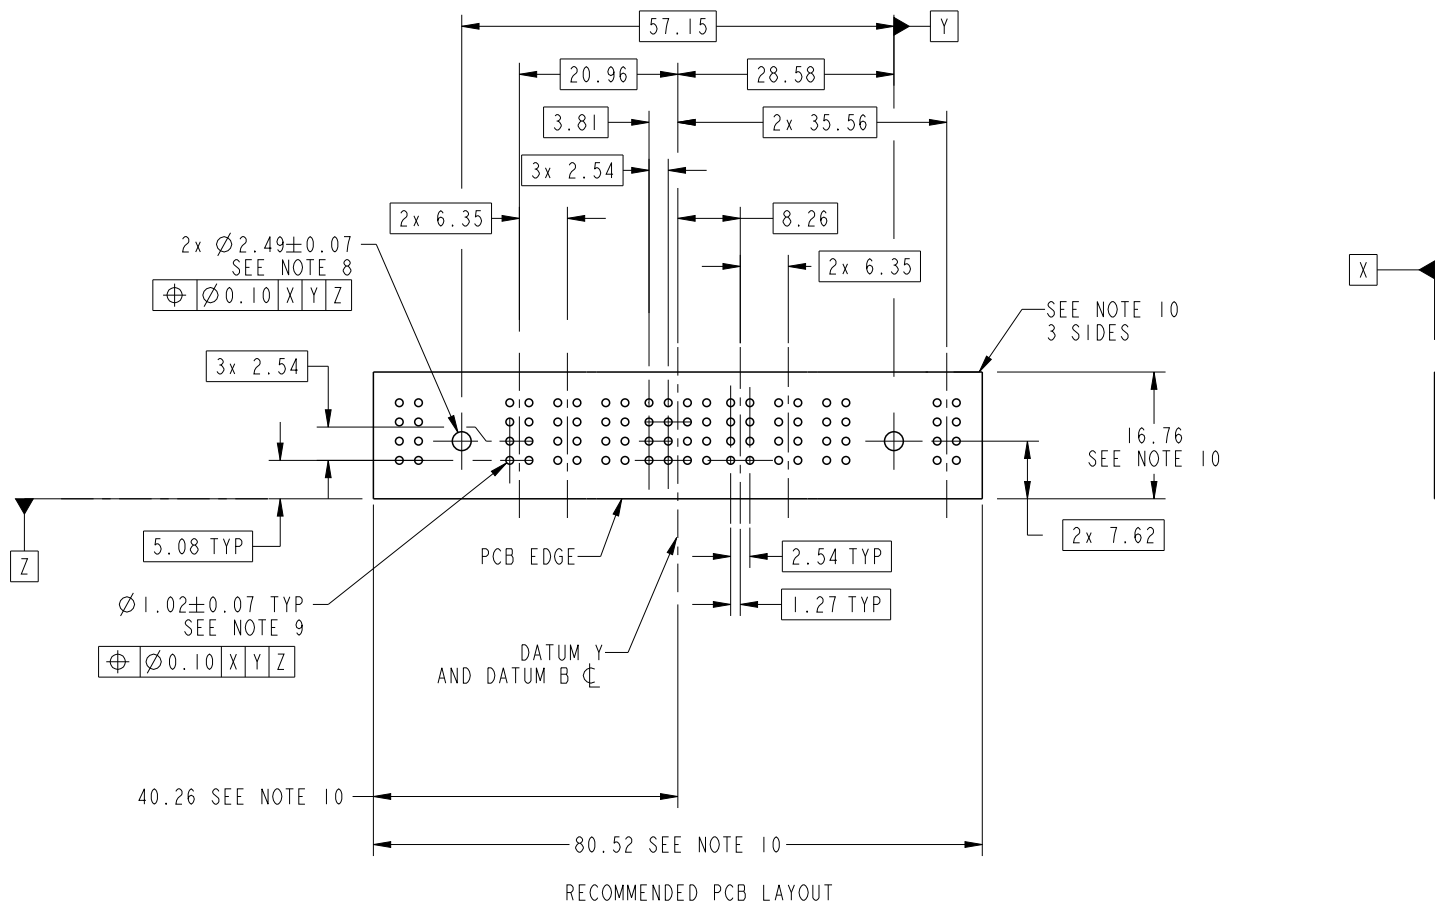 57.15
Y
20.96
28.58
3.81
2x 35.56
3x 2.54
2x 6.35
8.26
2x Ø2.49±0.07
SEE NOTE 8
⌖ Ø0.10 X Y Z
2x 6.35
X
SEE NOTE 10
3 SIDES
3x 2.54
16.76
SEE NOTE 10
5.08 TYP
Z
PCB EDGE
2.54 TYP
2x 7.62
Ø1.02±0.07 TYP
SEE NOTE 9
⌖ Ø0.10 X Y Z
1.27 TYP
DATUM Y
AND DATUM B ℄
40.26 SEE NOTE 10
80.52 SEE NOTE 10
RECOMMENDED PCB LAYOUT